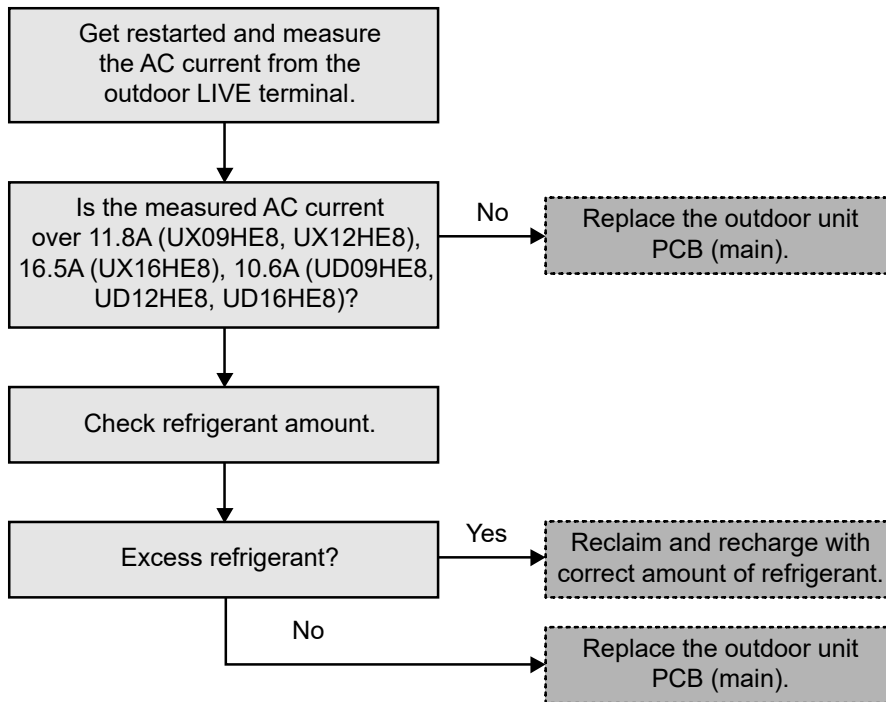 Get restarted and measure
the AC current from the
outdoor LIVE terminal.
Is the measured AC current
over 11.8A (UX09HE8, UX12HE8),
16.5A (UX16HE8), 10.6A (UD09HE8,
UD12HE8, UD16HE8)?
No
Replace the outdoor unit
PCB (main).
Check refrigerant amount.
Excess refrigerant?
Yes
Reclaim and recharge with
correct amount of refrigerant.
No
Replace the outdoor unit
PCB (main).